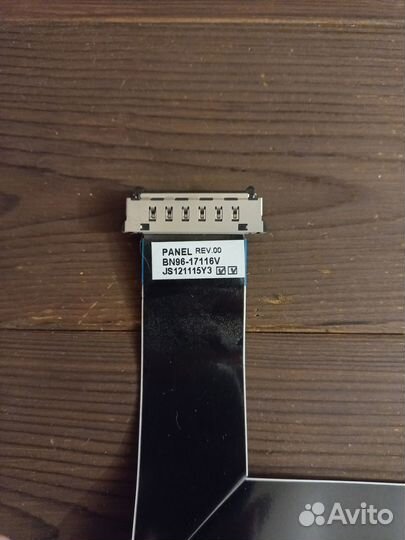 PANEL REV.00
BN96-17116V
JS121115Y3
Avito